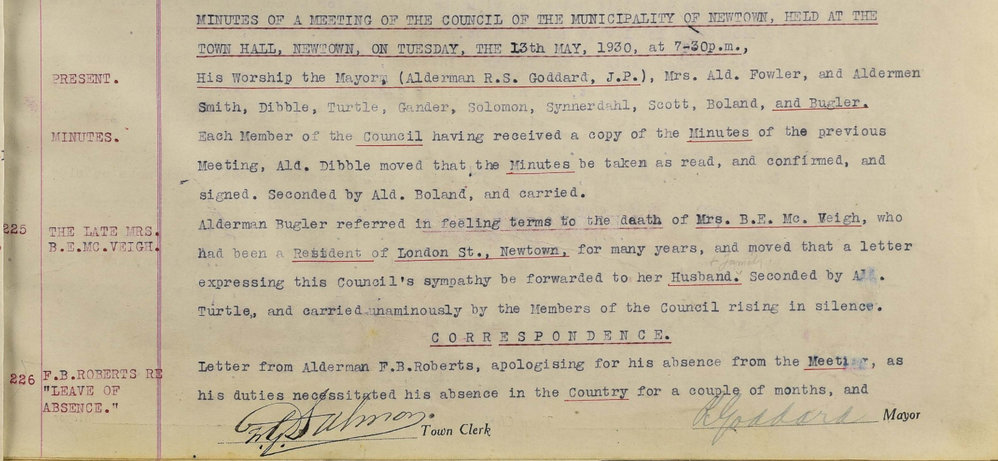 MINUTES OF A MEETING OF THE COUNCIL OF THE MUNICIPALITY OF NEWTOWN, HELD AT THE
TOWN HALL, NEWTOWN, ON TUESDAY, THE 13th MAY, 1930, at 7-30p.m.,
PRESENT.
His Worship the Mayor, (Alderman R.S. Goddard, J.P.), Mrs. Ald. Fowler, and Aldermen
Smith, Dibble, Turtle, Gander, Solomon, Synnerdahl, Scott, Boland, and Bugler.
MINUTES.
Each Member of the Council having received a copy of the Minutes of the previous
Meeting, Ald. Dibble moved that the Minutes be taken as read, and confirmed, and
signed. Seconded by Ald. Boland, and carried.
225
THE LATE MRS.
B.E.MC.VEIGH.
Alderman Bugler referred in feeling terms to the daath of Mrs. B.E. Mc. Veigh, who
had been a Resident of London St., Newtown, for many years, and moved that a letter
+ family
expressing this Council's sympathy be forwarded to her Husband. Seconded by Ald.
Turtle, and carried unaminously by the Members of the Council rising in silence.
CORRESPONDENCE.
226
F.B.ROBERTS RE
"LEAVE OF
ABSENCE."
Letter from Alderman F.B.Roberts, apologising for his absence from the Meeting, as
his duties necessitated his absence in the Country for a couple of months, and
Salmon. Town Clerk
RGoddard Mayor